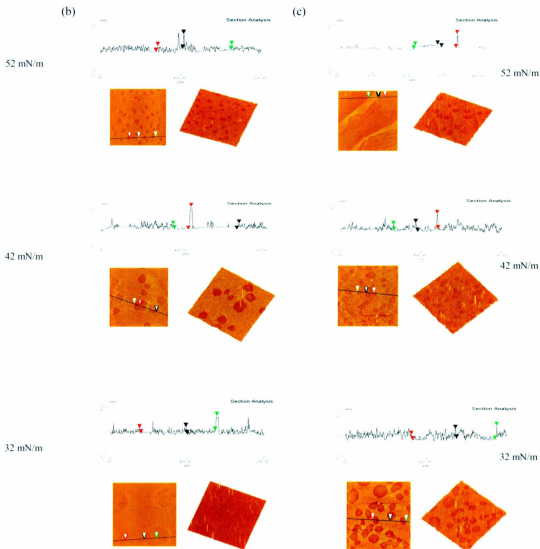 (b)
(c)
Section Analysis
Section Analysis
52 mN/m
52 mN/m
Section Analysis
Section Analysis
42 mN/m
42 mN/m
Section Analysis
Section Analysis
32 mN/m
32 mN/m